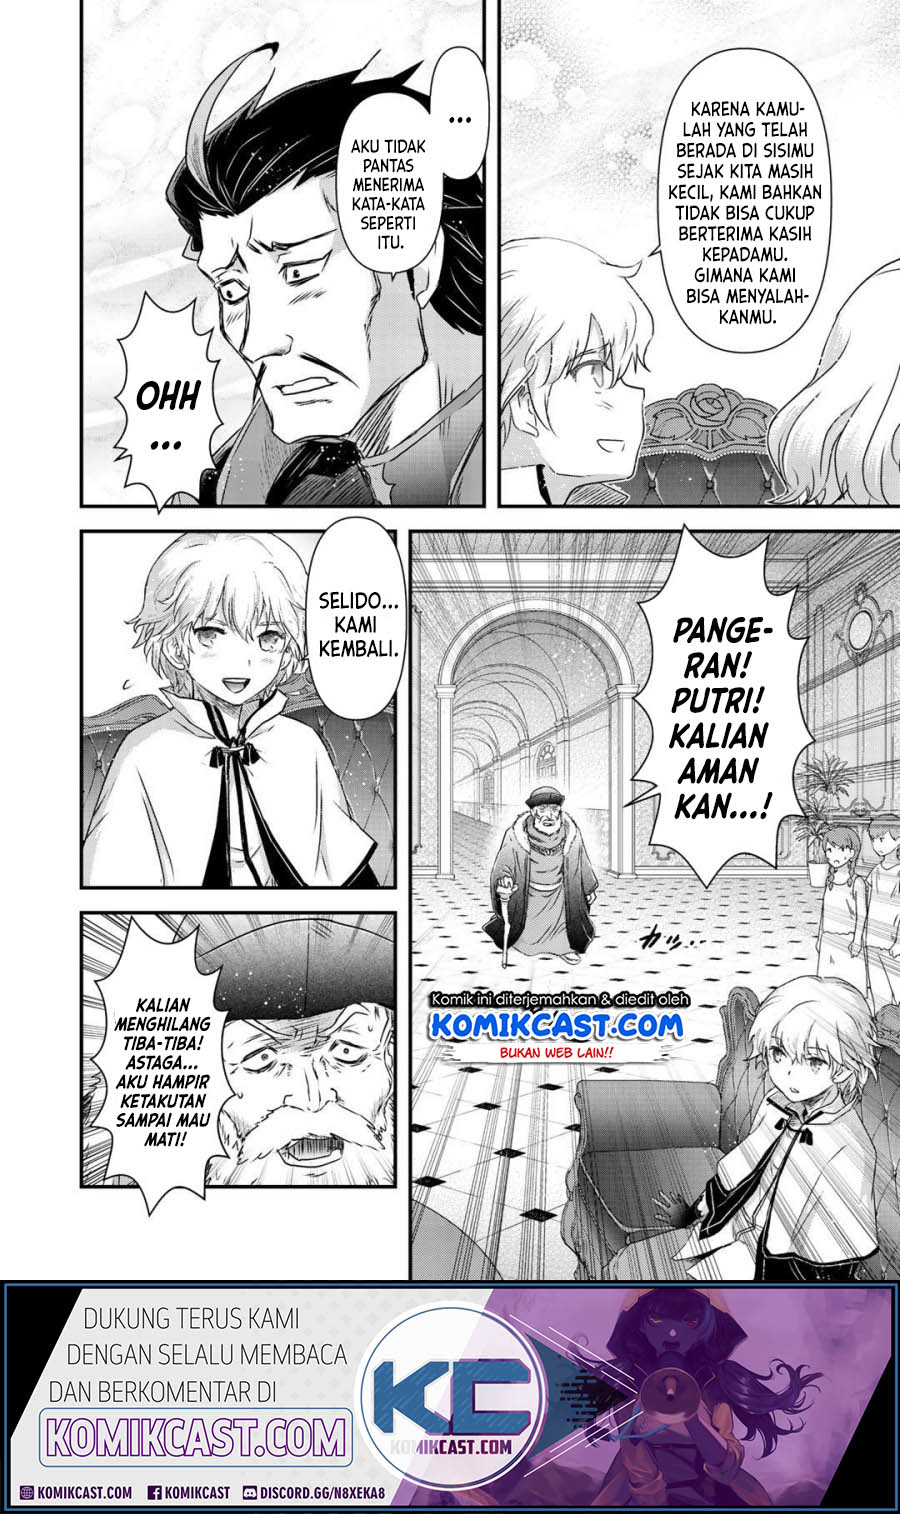 KARENA KAMU-
LAH YANG TELAH
BERADA DI SISIMU
SEJAK KITA MASIH
KECIL, KAMI BAHKAN
TIDAK BISA CUKUP
BERTERIMA KASIH
KEPADAMU.
GIMANA KAMI
BISA MENYALAH-
KANMU.
...
AKU TIDAK
PANTAS
MENERIMA
KATA-KATA
SEPERTI
ITU.
OHH
...
PANGE-
RAN!
PUTRI!
KALIAN
AMAN
KAN...!
カッ...
SELIDO...
KAMI
KEMBALI.
KALIAN
MENGHILANG
TIBA-TIBA!
ASTAGA...
AKU HAMPIR
KETAKUTAN
SAMPAI MAU
MATI!
Komik ini diterjemahkan & diedit oleh
KOMIKCAST.COM
BUKAN WEB LAIN!!
DUKUNG TERUS KAMI
DENGAN SELALU MEMBACA
DAN BERKOMENTAR DI
KOMIKCAST.COM
KC
KOMIKCAST.COM
KOMIKCAST.COM KOMIKCAST DISCORD.GG/N8XEKA8